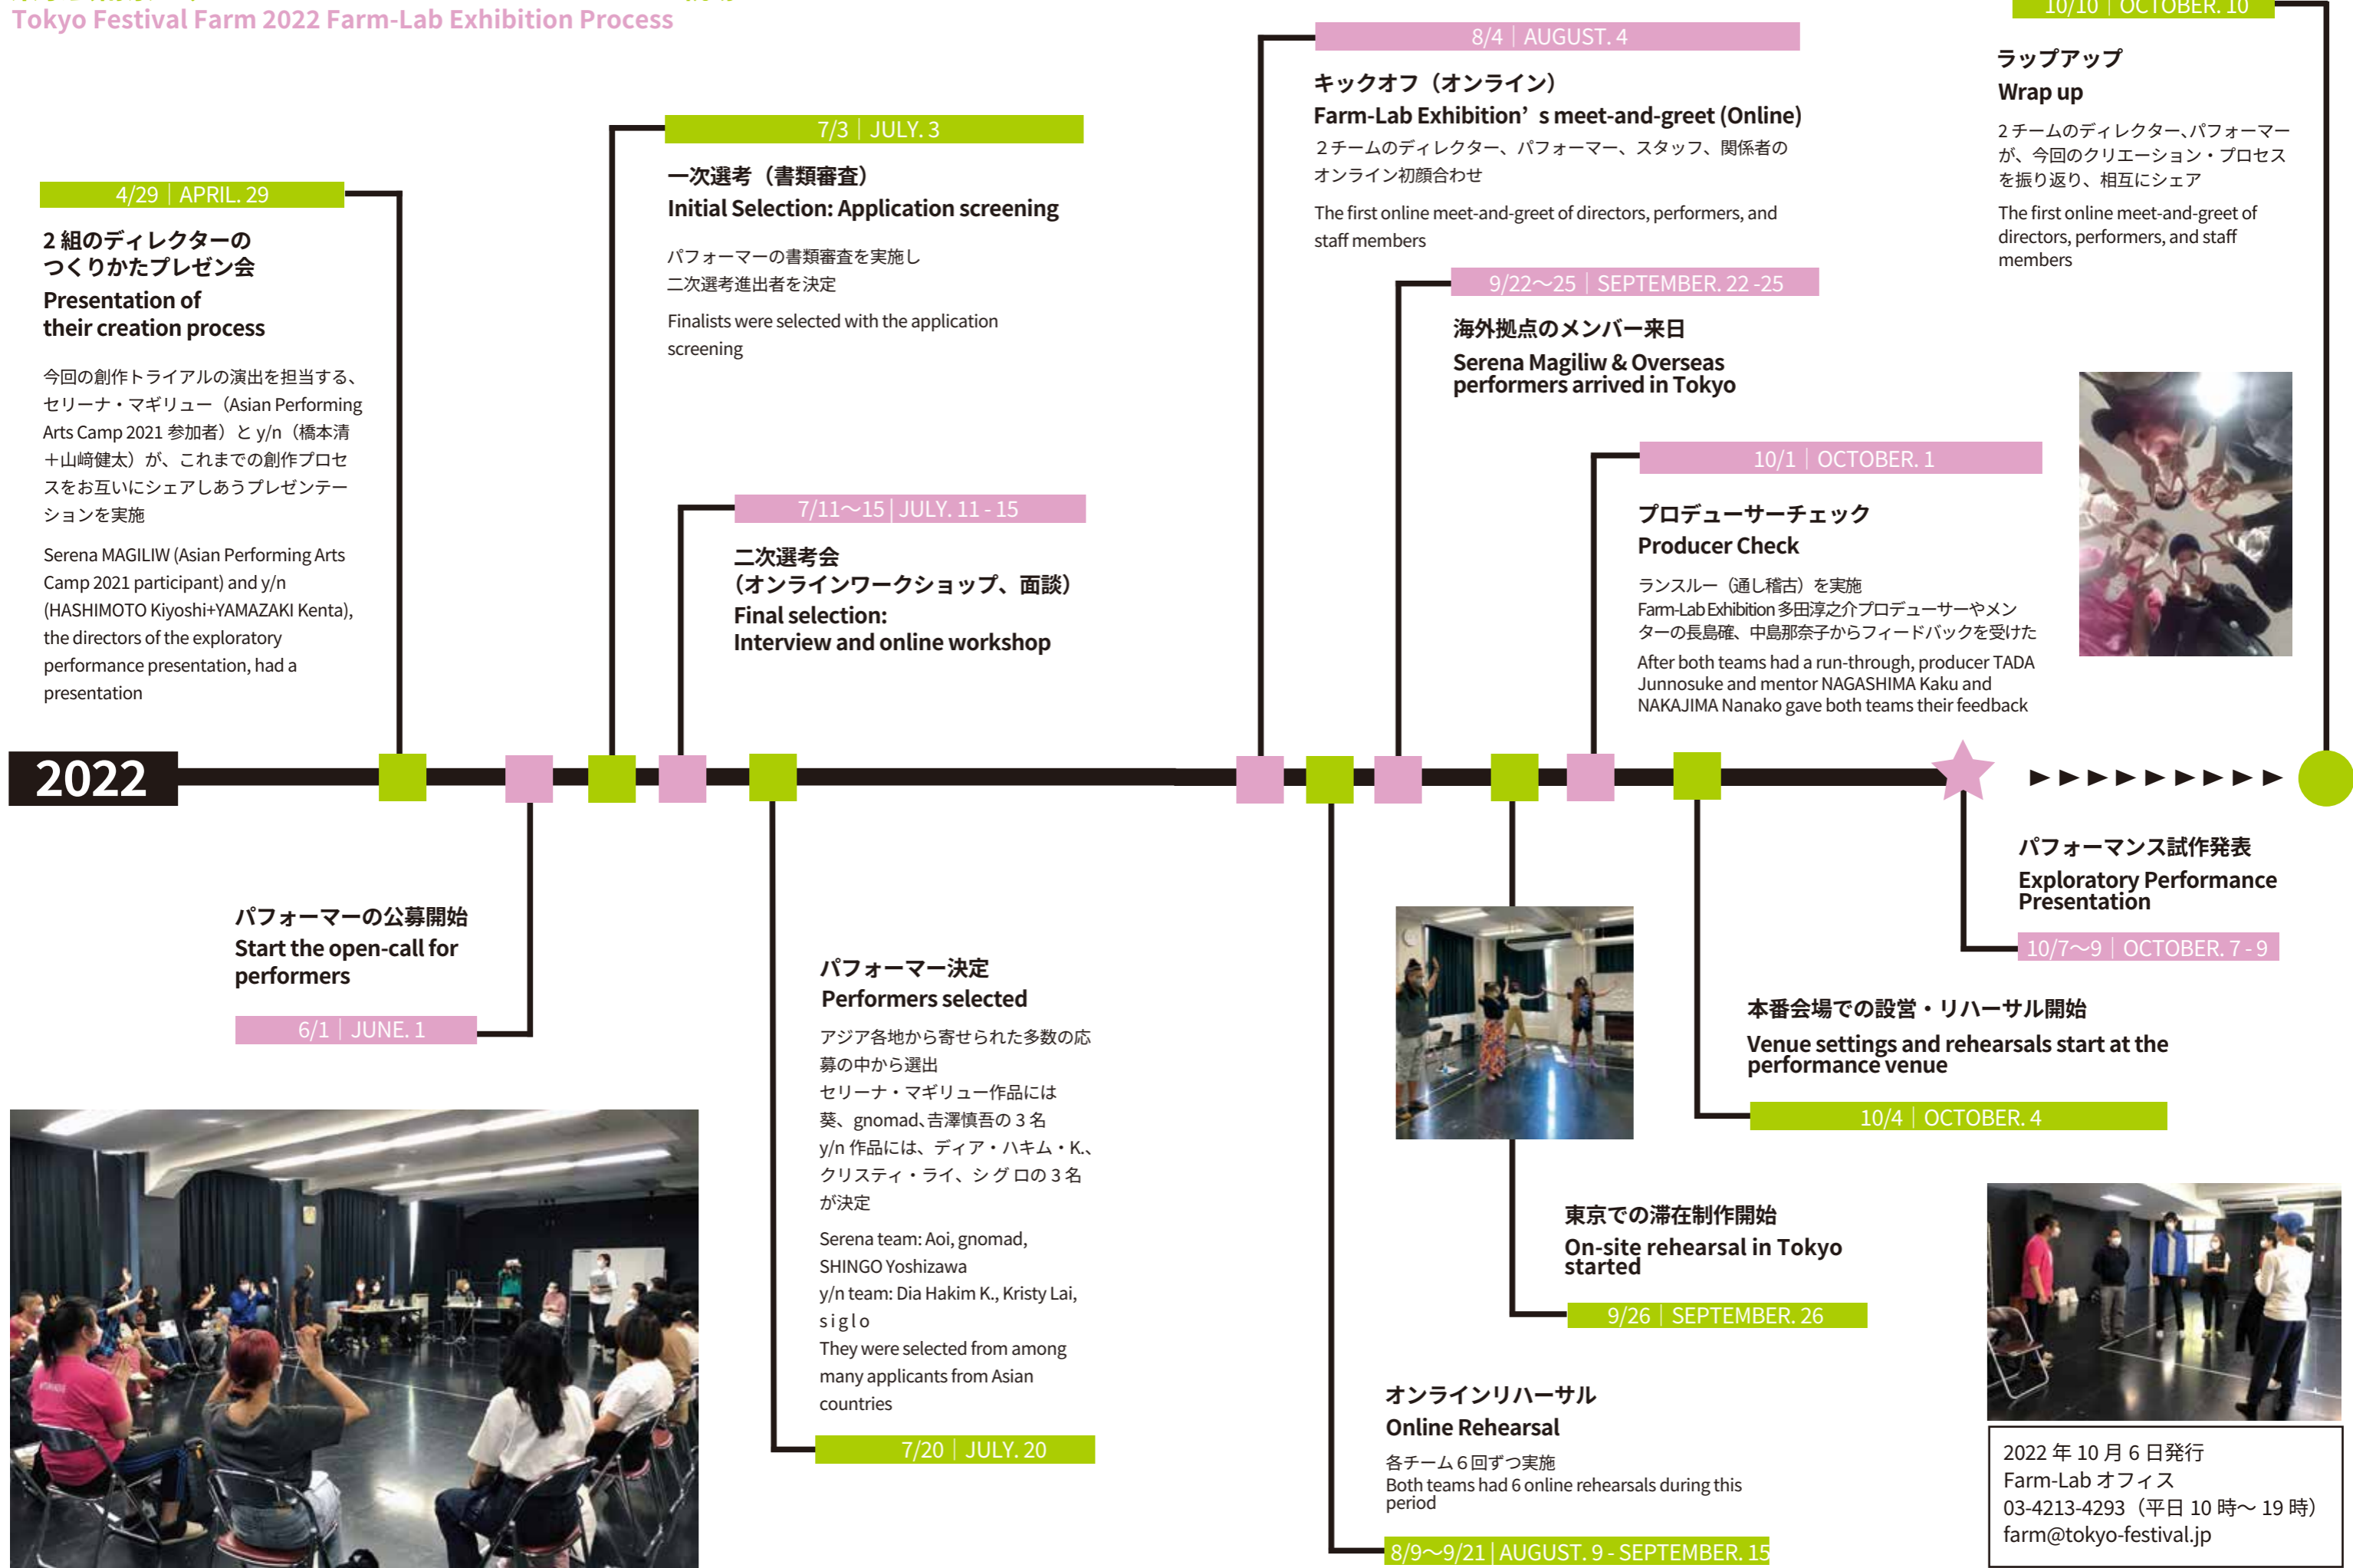 Tokyo Festival Farm 2022 Farm-Lab Exhibition Process
4/29｜APRIL. 29
2 組のディレクターの
つくりかたプレゼン会
Presentation of
their creation process
今回の創作トライアルの演出を担当する、
セリーナ・マギリュー（Asian Performing
Arts Camp 2021 参加者）と y/n（橋本清
＋山﨑健太）が、これまでの創作プロセ
スをお互いにシェアしあうプレゼンテー
ションを実施
Serena MAGILIW (Asian Performing Arts
Camp 2021 participant) and y/n
(HASHIMOTO Kiyoshi+YAMAZAKI Kenta),
the directors of the exploratory
performance presentation, had a
presentation
7/3｜JULY. 3
一次選考（書類審査）
Initial Selection: Application screening
パフォーマーの書類審査を実施し
二次選考進出者を決定
Finalists were selected with the application
screening
7/11～15 | JULY. 11 - 15
二次選考会
（オンラインワークショップ、面談）
Final selection:
Interview and online workshop
8/4｜AUGUST. 4
キックオフ（オンライン）
Farm-Lab Exhibition’ s meet-and-greet (Online)
２チームのディレクター、パフォーマー、スタッフ、関係者の
オンライン初顔合わせ
The first online meet-and-greet of directors, performers, and
staff members
9/22～25｜SEPTEMBER. 22 -25
海外拠点のメンバー来日
Serena Magiliw & Overseas
performers arrived in Tokyo
10/1｜OCTOBER. 1
プロデューサーチェック
Producer Check
ランスルー（通し稽古）を実施
Farm-Lab Exhibition 多田淳之介プロデューサーやメン
ターの長島確、中島那奈子からフィードバックを受けた
After both teams had a run-through, producer TADA
Junnosuke and mentor NAGASHIMA Kaku and
NAKAJIMA Nanako gave both teams their feedback
10/10｜OCTOBER. 10
ラップアップ
Wrap up
2 チームのディレクター、パフォーマー
が、今回のクリエーション・プロセス
を振り返り、相互にシェア
The first online meet-and-greet of
directors, performers, and staff
members
2022
パフォーマーの公募開始
Start the open-call for
performers
6/1｜JUNE. 1
パフォーマー決定
Performers selected
アジア各地から寄せられた多数の応
募の中から選出
セリーナ・マギリュー作品には
葵、gnomad、𠮷澤慎吾の 3 名
y/n 作品には、ディア・ハキム・K.、
クリスティ・ライ、シ グ ロの 3 名
が決定
Serena team: Aoi, gnomad,
SHINGO Yoshizawa
y/n team: Dia Hakim K., Kristy Lai,
s i g l o
They were selected from among
many applicants from Asian
countries
7/20｜JULY. 20
オンラインリハーサル
Online Rehearsal
各チーム６回ずつ実施
Both teams had 6 online rehearsals during this
period
8/9～9/21 | AUGUST. 9 - SEPTEMBER. 15
東京での滞在制作開始
On-site rehearsal in Tokyo
started
9/26｜SEPTEMBER. 26
本番会場での設営・リハーサル開始
Venue settings and rehearsals start at the
performance venue
10/4｜OCTOBER. 4
パフォーマンス試作発表
Exploratory Performance
Presentation
10/7～9｜OCTOBER. 7 - 9
2022 年 10 月 6 日発行
Farm-Lab オフィス
03-4213-4293（平日 10 時～ 19 時）
farm@tokyo-festival.jp